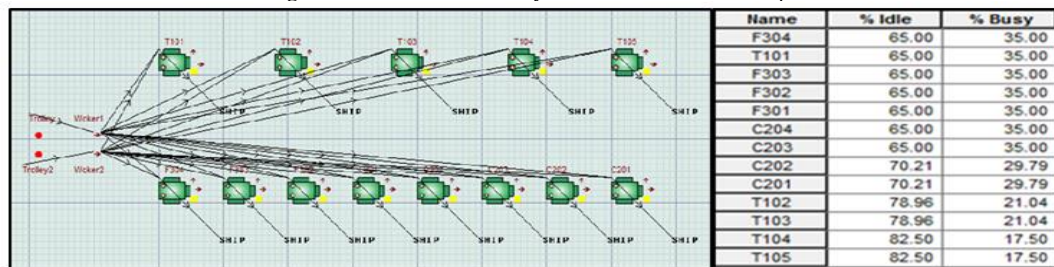 T101 T102 T103 T104 T105
SHIP SHIP SHIP SHIP SHIP
Wicker1
Trolley2 Wicker2
F304 C202 C201
SHIP SHIP SHIP SHIP SHIP SHIP SHIP SHIP
Name % Idle % Busy
F304 65.00 35.00
T101 65.00 35.00
F303 65.00 35.00
F302 65.00 35.00
F301 65.00 35.00
C204 65.00 35.00
C203 65.00 35.00
C202 70.21 29.79
C201 70.21 29.79
T102 78.96 21.04
T103 78.96 21.04
T104 82.50 17.50
T105 82.50 17.50